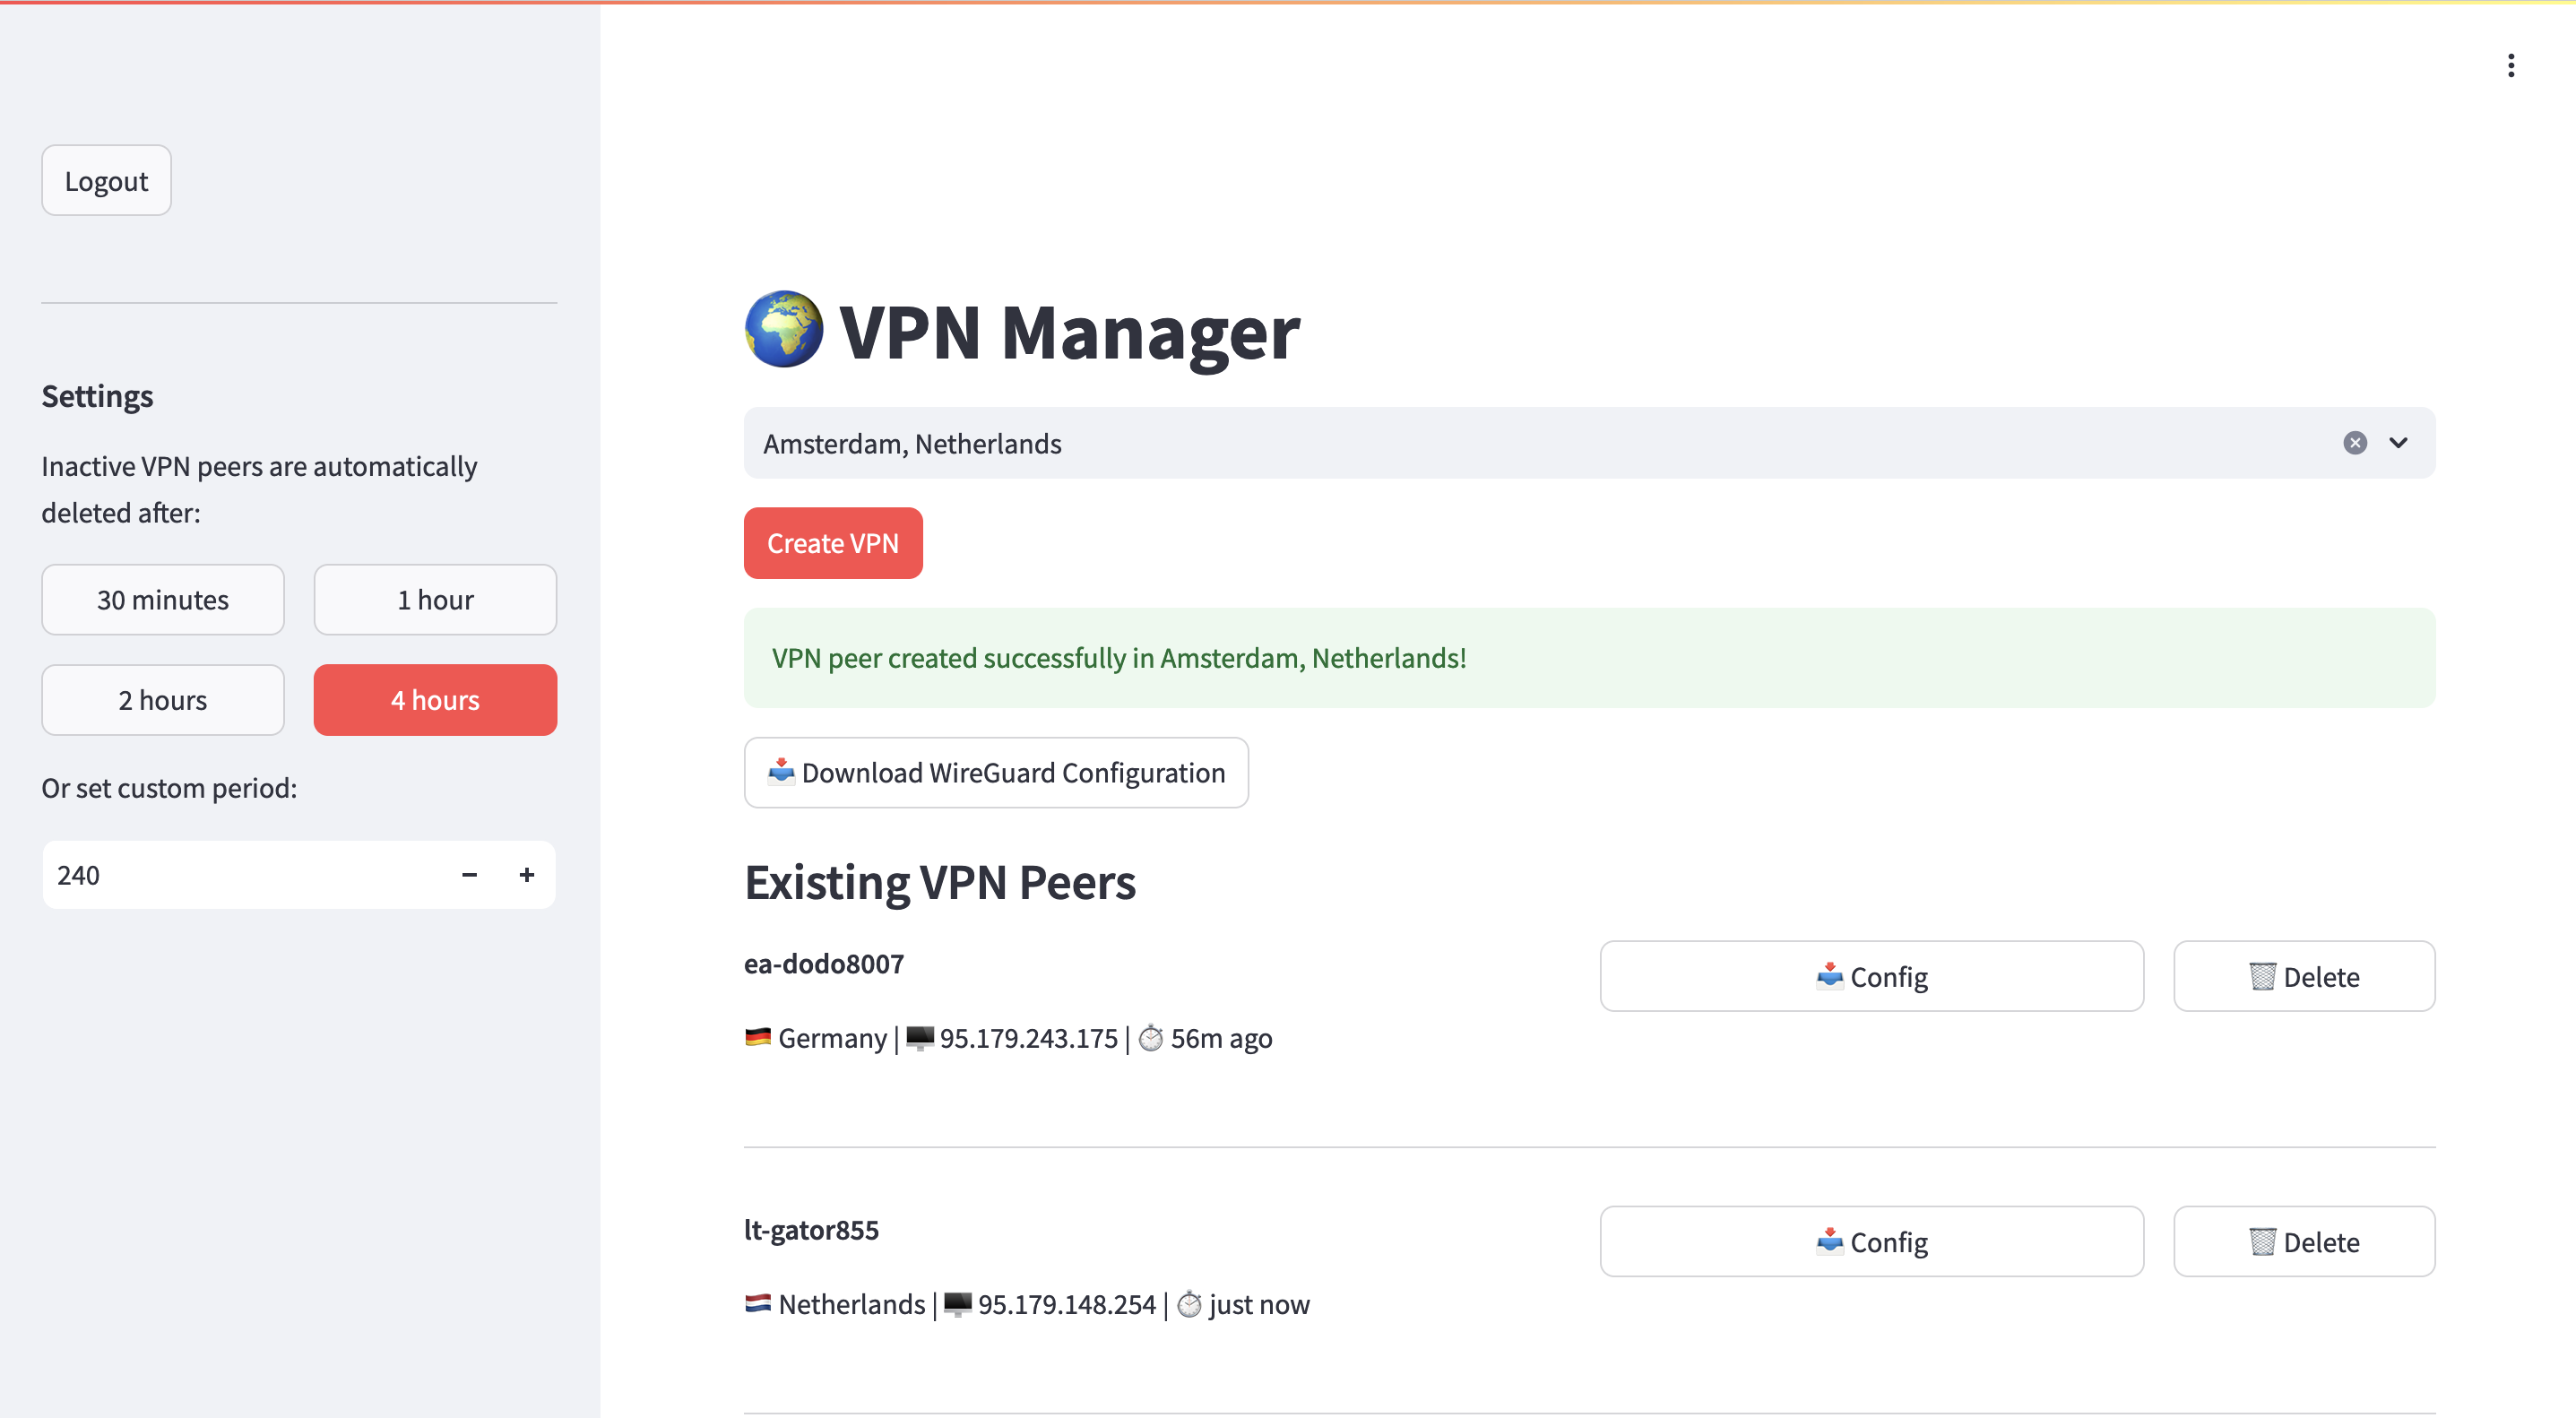 Logout
Settings
Inactive VPN peers are automatically
deleted after:
30 minutes
1 hour
2 hours
4 hours
Or set custom period:
240
VPN Manager
Amsterdam, Netherlands
Create VPN
VPN peer created successfully in Amsterdam, Netherlands!
Download WireGuard Configuration
Existing VPN Peers
ea-dodo8007
Config
Delete
Germany | 95.179.243.175 | 56m ago
lt-gator855
Config
Delete
Netherlands | 95.179.148.254 | just now